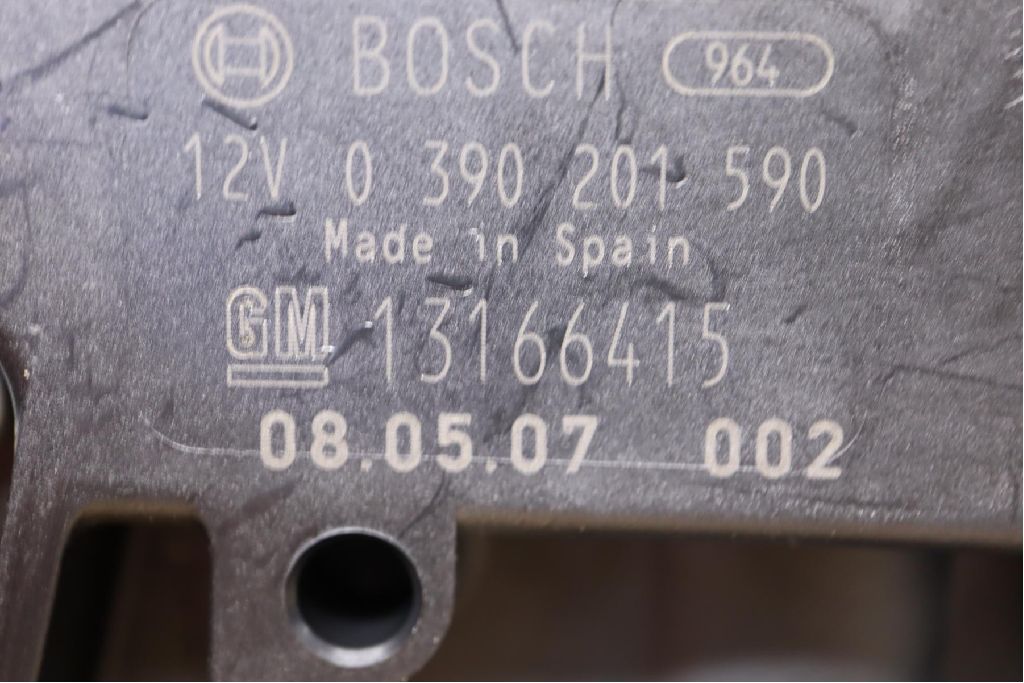 BOSCH 964
12V 0 390 201 590
Made in Spain
GM 13166415
08.05.07 002